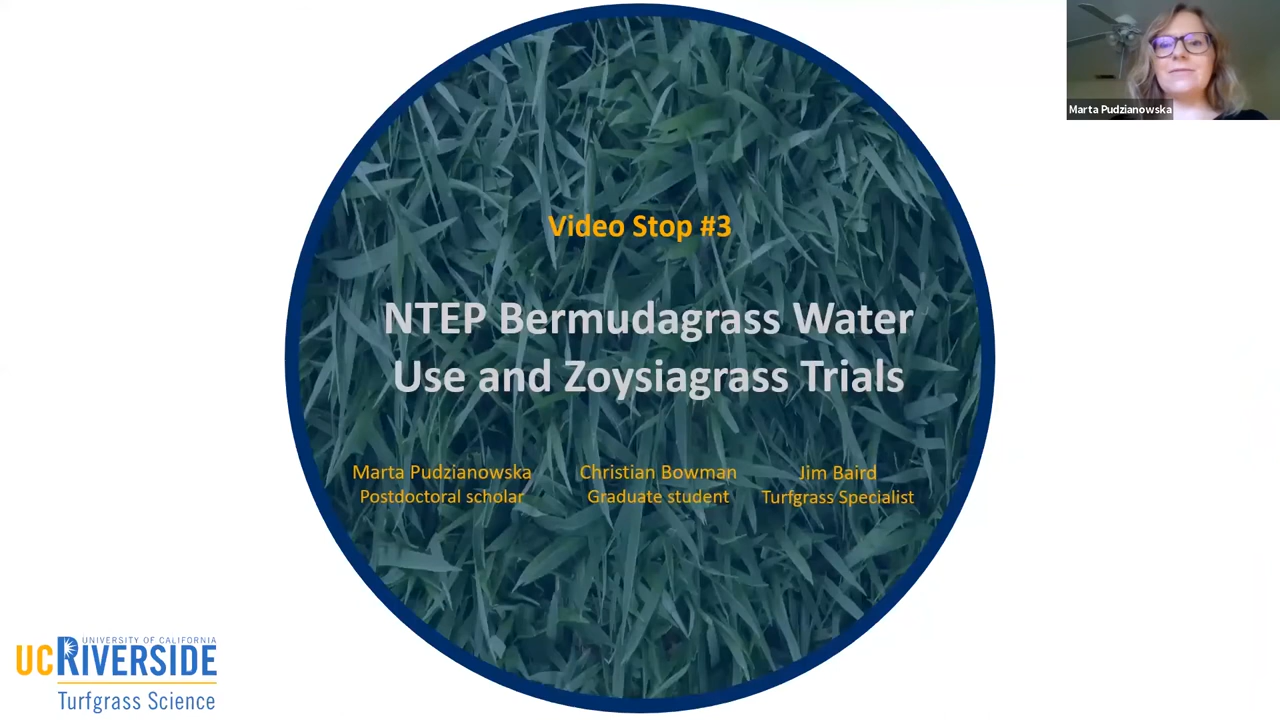 Marta Pudzianowska
Video Stop #3
NTEP Bermudagrass Water
Use and Zoysiagrass Trials
Marta Pudzianowska
Postdoctoral scholar
Christian Bowman
Graduate student
Jim Baird
Turfgrass Specialist
UNIVERSITY OF CALIFORNIA
UCRIVERSIDE
Turfgrass Science